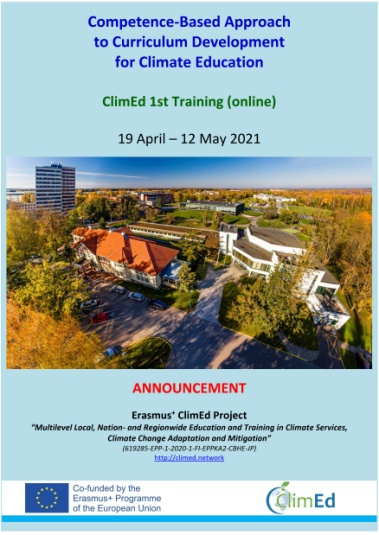 Competence-Based Approach
to Curriculum Development
for Climate Education
ClimEd 1st Training (online)
19 April – 12 May 2021
ANNOUNCEMENT
Erasmus⁺ ClimEd Project
“Multilevel Local, Nation- and Regionwide Education and Training in Climate Services,
Climate Change Adaptation and Mitigation”
(619285-EPP-1-2020-1-FI-EPPKA2-CBHE-JP)
http://climed.network
Co-funded by the
Erasmus+ Programme
of the European Union
ClimEd